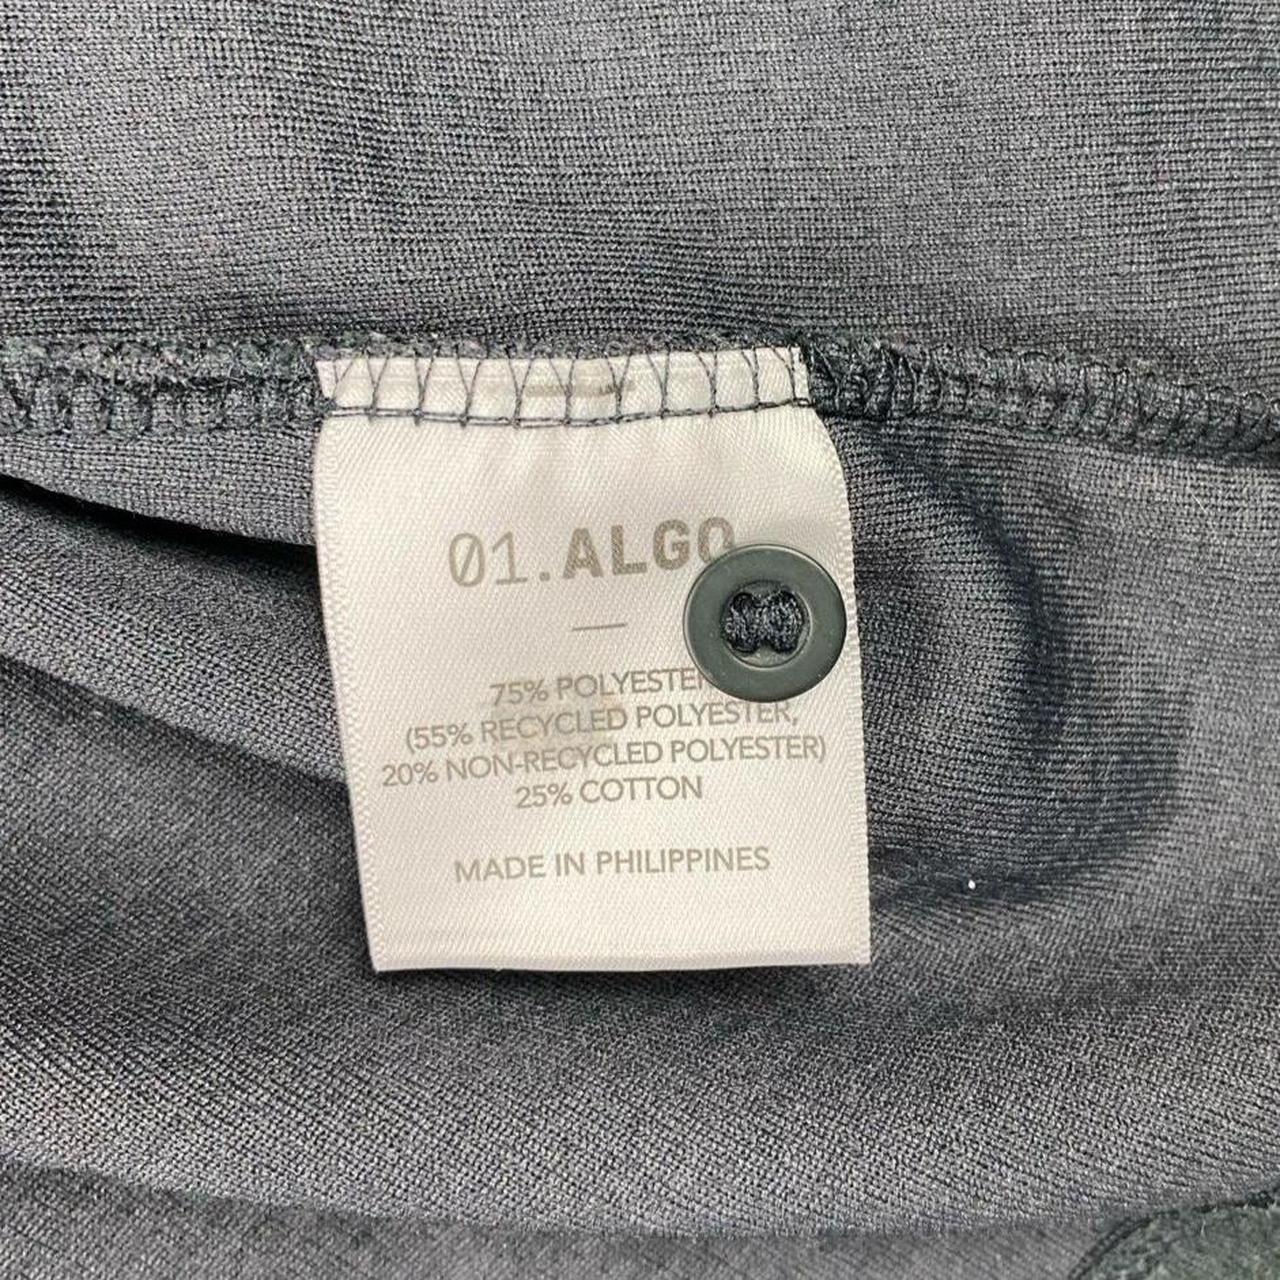 01.ALGO
75% POLYESTER
(55% RECYCLED POLYESTER,
20% NON-RECYCLED POLYESTER)
25% COTTON
MADE IN PHILIPPINES